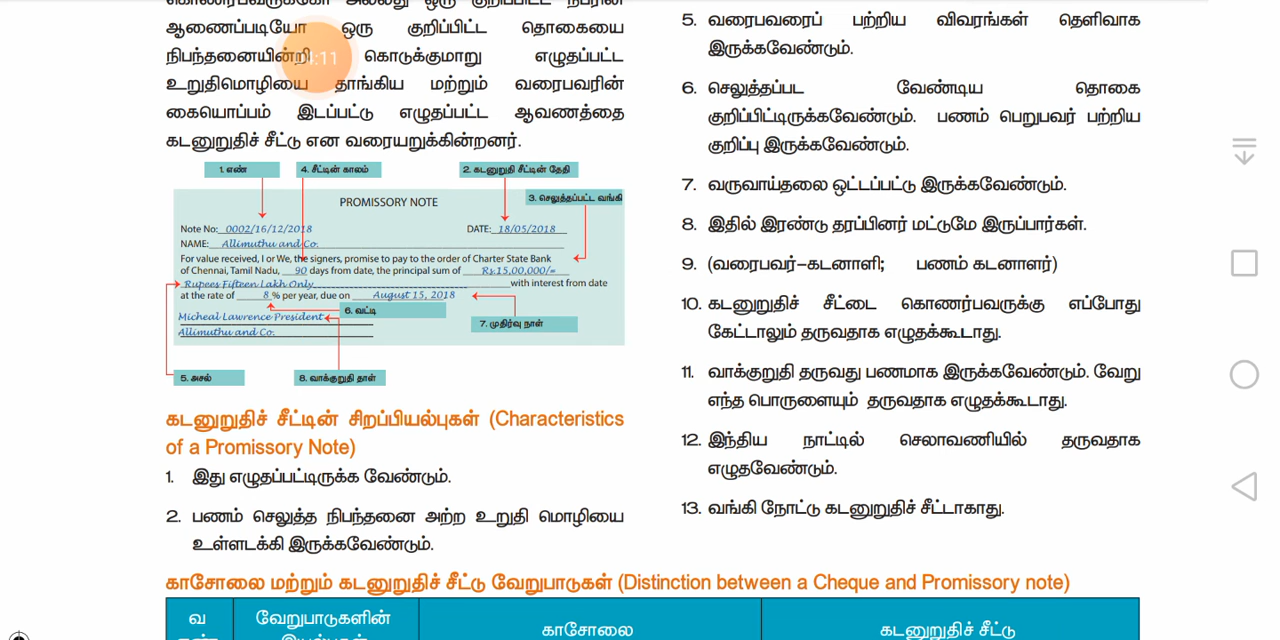 ஆணைப்படியோ ஒரு குறிப்பிட்ட தொகையை
நிபந்தனையின்றி கொடுக்குமாறு எழுதப்பட்ட
உறுதிமொழியை தாங்கிய மற்றும் வரைபவரின்
கையொப்பம் இடப்பட்டு எழுதப்பட்ட ஆவணத்தை
கடனுறுதிச் சீட்டு என வரையறுக்கின்றனர்.
1. எண்
4. சீட்டின் காலம்
2. கடனுறுதி சீட்டின் தேதி
3. செலுத்தப்பட்ட வங்கி
PROMISSORY NOTE
Note No: 0002/16/12/2018 DATE: 18/05/2018
NAME: Allimuthu and Co.
For value received, I or We, the signers, promise to pay to the order of Charter State Bank
of Chennai, Tamil Nadu, 90 days from date, the principal sum of Rs.15,00,000/=
Rupees Fifteen Lakh Only with interest from date
at the rate of 8 % per year, due on August 15, 2018
6. வட்டி
Micheal Lawrence President
7. முதிர்வு நாள்
Allimuthu and Co.
5. அசல்
8. வாக்குறுதி தாள்
கடனுறுதிச் சீட்டின் சிறப்பியல்புகள் (Characteristics
of a Promissory Note)
1. இது எழுதப்பட்டிருக்க வேண்டும்.
2. பணம் செலுத்த நிபந்தனை அற்ற உறுதி மொழியை
உள்ளடக்கி இருக்கவேண்டும்.
5. வரைபவரைப் பற்றிய விவரங்கள் தெளிவாக
இருக்கவேண்டும்.
6. செலுத்தப்பட வேண்டிய தொகை
குறிப்பிட்டிருக்கவேண்டும். பணம் பெறுபவர் பற்றிய
குறிப்பு இருக்கவேண்டும்.
7. வருவாய்தலை ஒட்டப்பட்டு இருக்கவேண்டும்.
8. இதில் இரண்டு தரப்பினர் மட்டுமே இருப்பார்கள்.
9. (வரைபவர்–கடனாளி; பணம் கடனாளர்)
10. கடனுறுதிச் சீட்டை கொணர்பவருக்கு எப்போது
கேட்டாலும் தருவதாக எழுதக்கூடாது.
11. வாக்குறுதி தருவது பணமாக இருக்கவேண்டும். வேறு
எந்த பொருளையும் தருவதாக எழுதக்கூடாது.
12. இந்திய நாட்டில் செலாவணியில் தருவதாக
எழுதவேண்டும்.
13. வங்கி நோட்டு கடனுறுதிச் சீட்டாகாது.
காசோலை மற்றும் கடனுறுதிச் சீட்டு வேறுபாடுகள் (Distinction between a Cheque and Promissory note)
வ வேறுபாடுகளின்
காசோலை கடனுறுதிச் சீட்டு